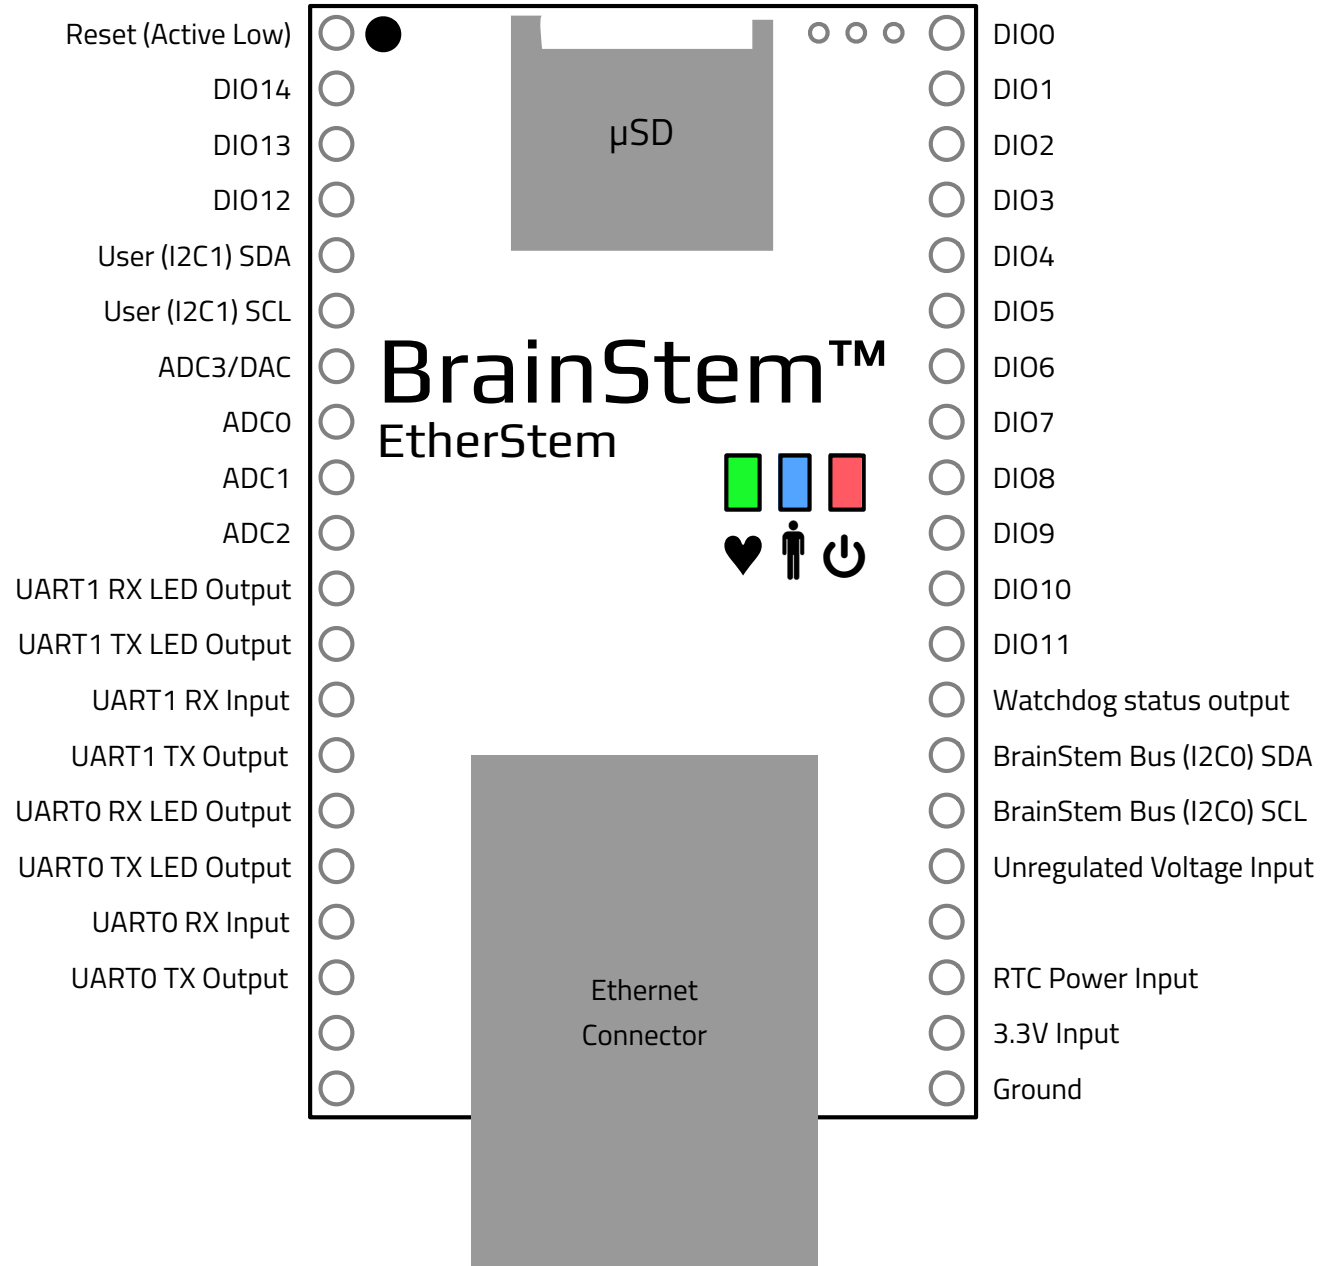 Reset (Active Low)
DIO14
DIO13
DIO12
User (I2C1) SDA
User (I2C1) SCL
ADC3/DAC
ADC0
ADC1
ADC2
UART1 RX LED Output
UART1 TX LED Output
UART1 RX Input
UART1 TX Output
UART0 RX LED Output
UART0 TX LED Output
UART0 RX Input
UART0 TX Output
µSD
BrainStem™
EtherStem
Ethernet
Connector
DIO0
DIO1
DIO2
DIO3
DIO4
DIO5
DIO6
DIO7
DIO8
DIO9
DIO10
DIO11
Watchdog status output
BrainStem Bus (I2C0) SDA
BrainStem Bus (I2C0) SCL
Unregulated Voltage Input
RTC Power Input
3.3V Input
Ground